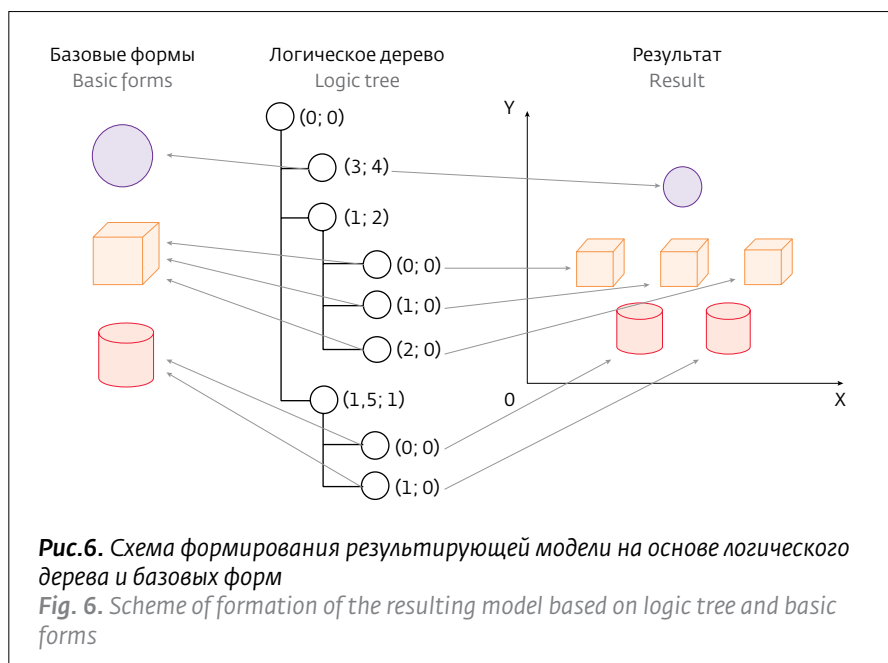 Базовые формы
Basic forms
Логическое дерево
Logic tree
Результат
Result
(0; 0)
(3; 4)
(1; 2)
(0; 0)
(1; 0)
(2; 0)
(1,5; 1)
(0; 0)
(1; 0)
Y
0
X
Рис.6. Схема формирования результирующей модели на основе логического
дерева и базовых форм
Fig. 6. Scheme of formation of the resulting model based on logic tree and basic
forms